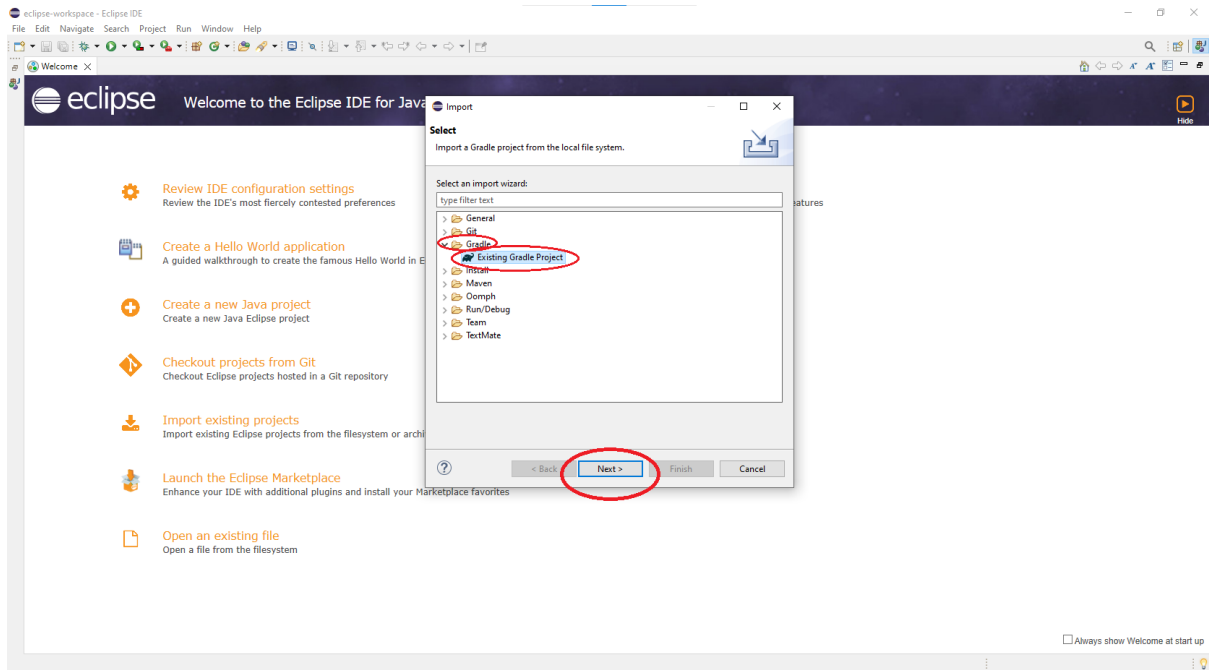 eclipse-workspace - Eclipse IDE
File Edit Navigate Search Project Run Window Help
Welcome
eclipse
Welcome to the Eclipse IDE for Java
Hide
Import
Select
Import a Gradle project from the local file system.
Select an import wizard:
type filter text
General
Git
Gradle
Existing Gradle Project
Install
Maven
Oomph
Run/Debug
Team
TextMate
< Back
Next >
Finish
Cancel
Review IDE configuration settings
Review the IDE's most fiercely contested preferences
atures
Create a Hello World application
A guided walkthrough to create the famous Hello World in E
Create a new Java project
Create a new Java Eclipse project
Checkout projects from Git
Checkout Eclipse projects hosted in a Git repository
Import existing projects
Import existing Eclipse projects from the filesystem or archi
Launch the Eclipse Marketplace
Enhance your IDE with additional plugins and install your Marketplace favorites
Open an existing file
Open a file from the filesystem
Always show Welcome at start up